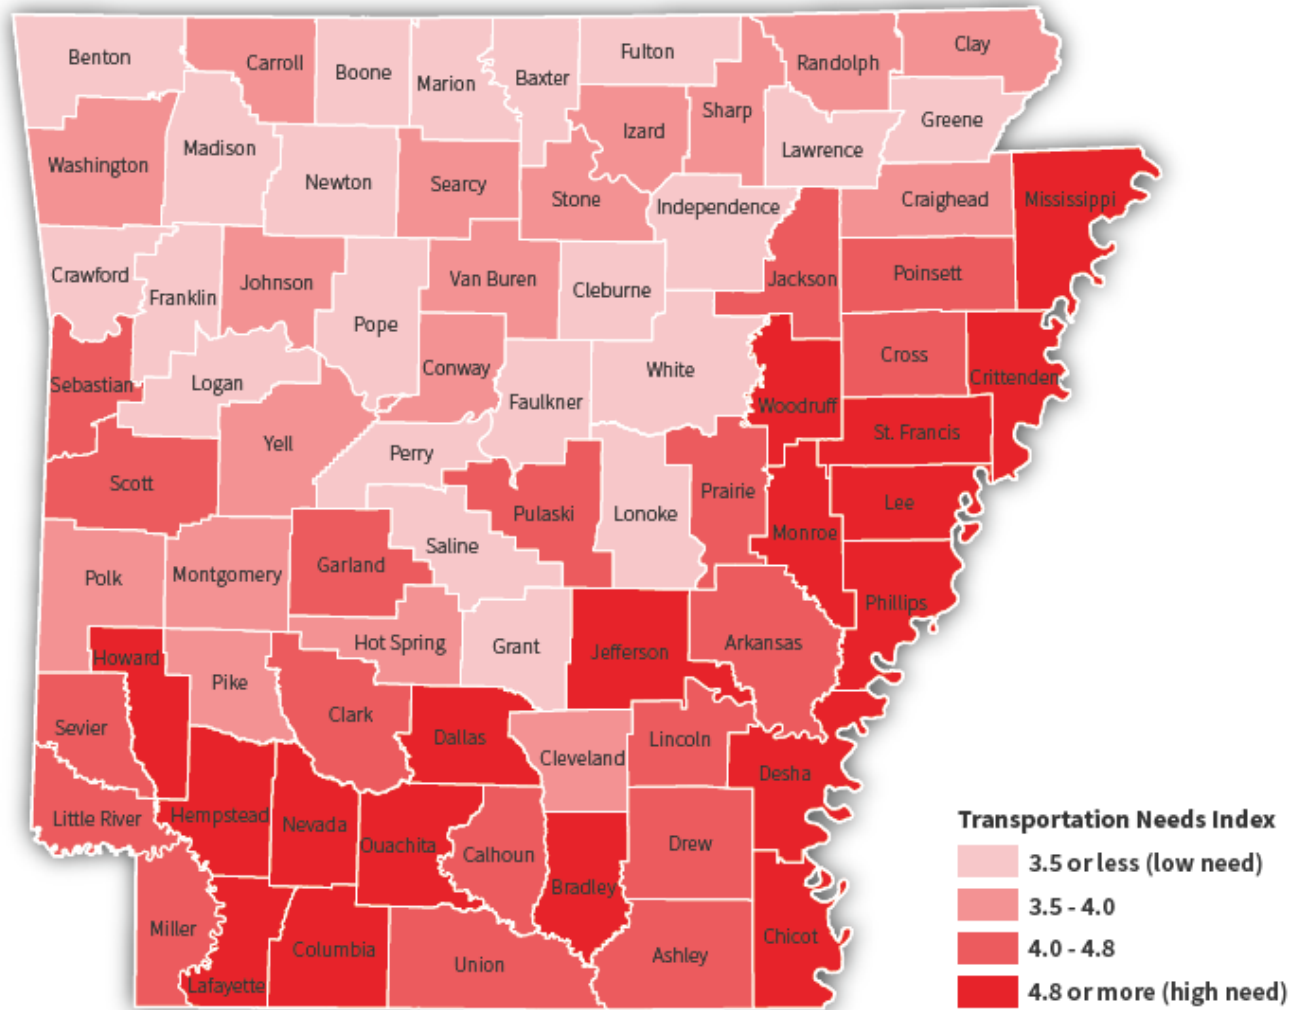 Benton
Carroll
Boone
Marion
Baxter
Fulton
Randolph
Clay
Sharp
Izard
Greene
Lawrence
Washington
Madison
Newton
Searcy
Stone
Independence
Craighead
Mississippi
Crawford
Franklin
Johnson
Pope
Van Buren
Cleburne
Jackson
Poinsett
Sebastian
Logan
Conway
Faulkner
White
Woodruff
Cross
Crittenden
St. Francis
Scott
Yell
Perry
Pulaski
Lonoke
Prairie
Monroe
Lee
Polk
Montgomery
Garland
Saline
Phillips
Howard
Pike
Hot Spring
Grant
Jefferson
Arkansas
Sevier
Clark
Dallas
Cleveland
Lincoln
Desha
Little River
Hempstead
Nevada
Ouachita
Calhoun
Bradley
Drew
Miller
Lafayette
Columbia
Union
Ashley
Chicot
Transportation Needs Index
3.5 or less (low need)
3.5 - 4.0
4.0 - 4.8
4.8 or more (high need)